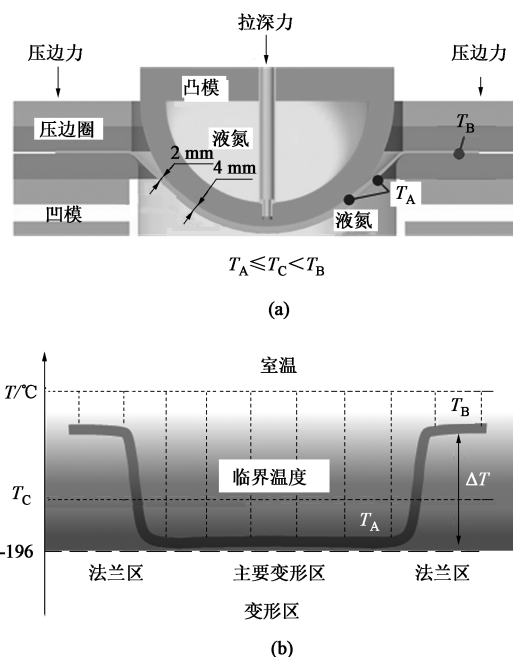 拉深力
压边力
压边力
凸模
压边圈
液氮
T_B
2 mm
4 mm
T_A
凹模
液氮
T_A≤T_C<T_B
(a)
室温
T/℃
T_B
临界温度
ΔT
T_C
T_A
-196
法兰区 主要变形区 法兰区
变形区
(b)